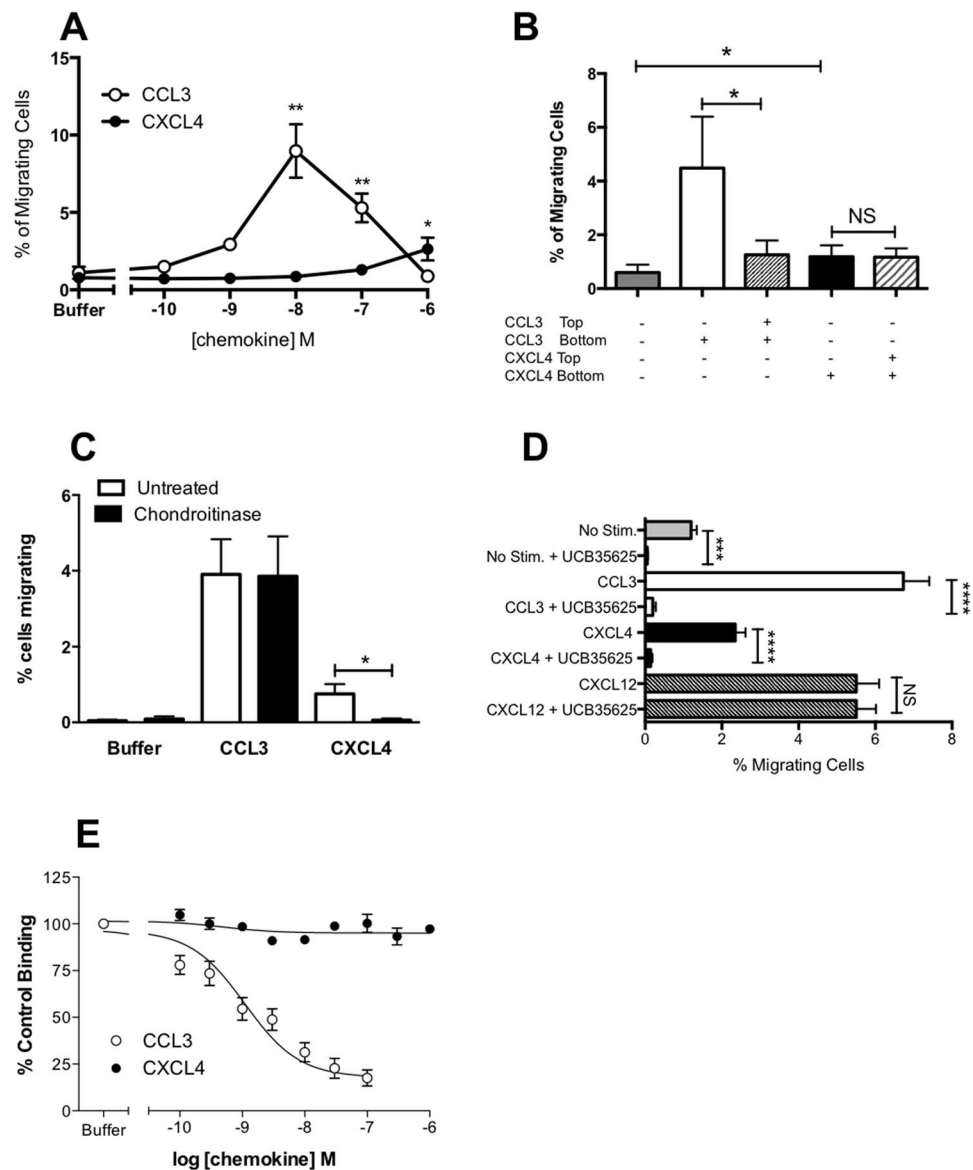 A
15
10
5
0
% of Migrating Cells
CCL3
CXCL4
**
**
*
Buffer
-10
-9
-8
-7
-6
[chemokine] M
B
8
6
4
2
0
% of Migrating Cells
*
*
NS
CCL3 Top - - + - -
CCL3 Bottom - + + - -
CXCL4 Top - - - - +
CXCL4 Bottom - - - + +
C
6
4
2
0
% cells migrating
Untreated
Chondroitinase
*
Buffer
CCL3
CXCL4
D
No Stim.
No Stim. + UCB35625
CCL3
CCL3 + UCB35625
CXCL4
CXCL4 + UCB35625
CXCL12
CXCL12 + UCB35625
***
****
****
NS
0
2
4
6
8
% Migrating Cells
E
125
100
75
50
25
0
% Control Binding
CCL3
CXCL4
Buffer
-10
-9
-8
-7
-6
log [chemokine] M